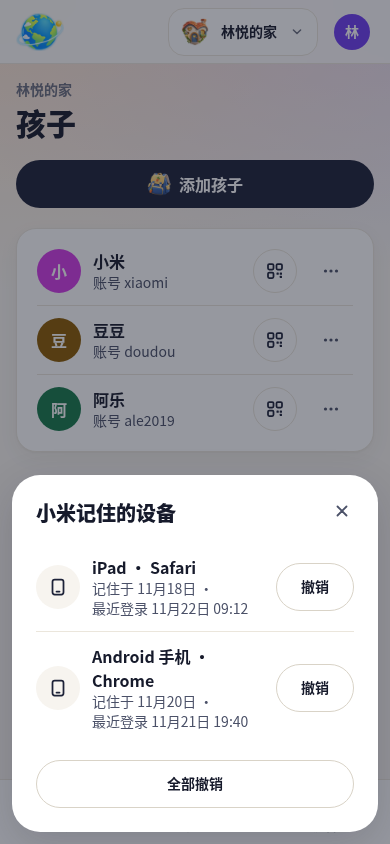 林悦的家
林
林悦的家
孩子
添加孩子
小
小米
账号 xiaomi
豆
豆豆
账号 doudou
阿
阿乐
账号 ale2019
小米记住的设备
iPad · Safari
记住于 11月18日 ·
最近登录 11月22日 09:12
撤销
Android 手机 ·
Chrome
记住于 11月20日 ·
最近登录 11月21日 19:40
撤销
全部撤销